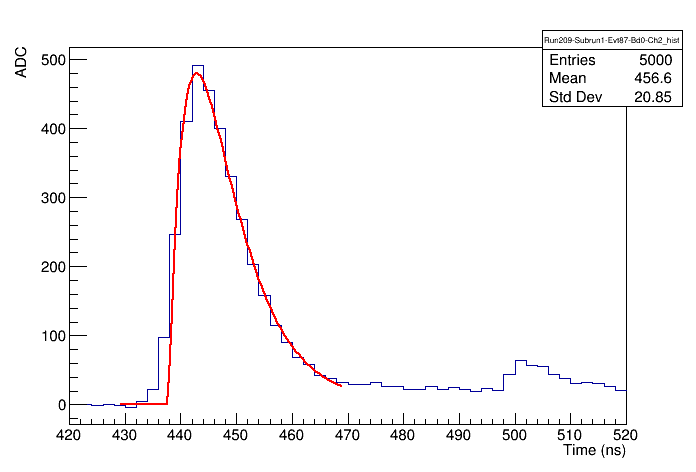 Run209-Subrun1-Evt87-Bd0-Ch2_hist
Entries 5000
Mean 456.6
Std Dev 20.85
ADC
500
400
300
200
100
0
420 430 440 450 460 470 480 490 500 510 520
Time (ns)